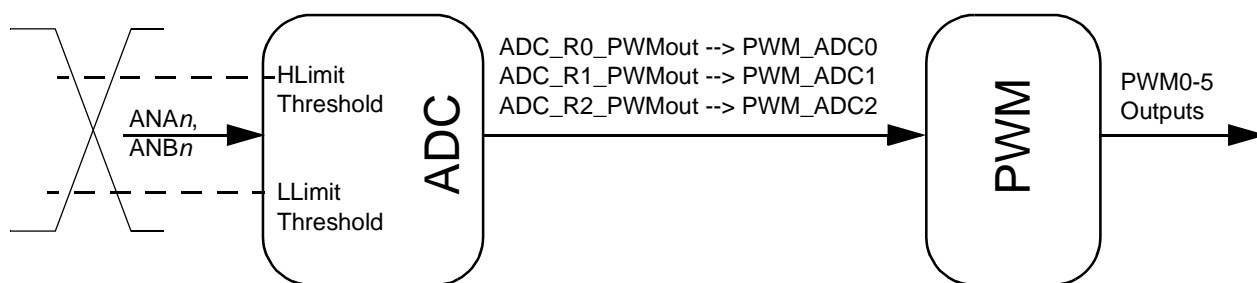 ANAn,
ANBn
HLimit
Threshold
LLimit
Threshold
ADC
ADC_R0_PWMout --> PWM_ADC0
ADC_R1_PWMout --> PWM_ADC1
ADC_R2_PWMout --> PWM_ADC2
PWM
PWM0-5
Outputs